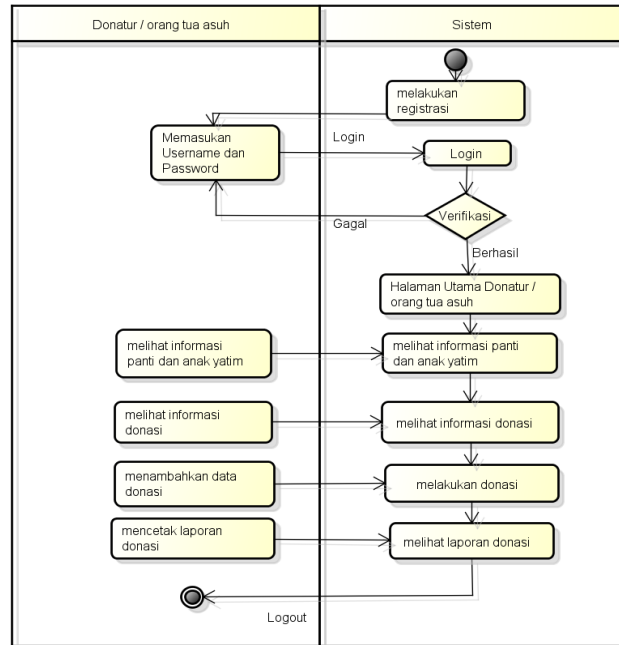 Donatur / orang tua asuh
Sistem
melakukan
registrasi
Memasukan
Username dan
Password
Login
Login
Verifikasi
Gagal
Berhasil
Halaman Utama Donatur /
orang tua asuh
melihat informasi
panti dan anak yatim
melihat informasi panti
dan anak yatim
melihat informasi
donasi
melihat informasi donasi
menambahkan data
donasi
melakukan donasi
mencetak laporan
donasi
melihat laporan donasi
Logout